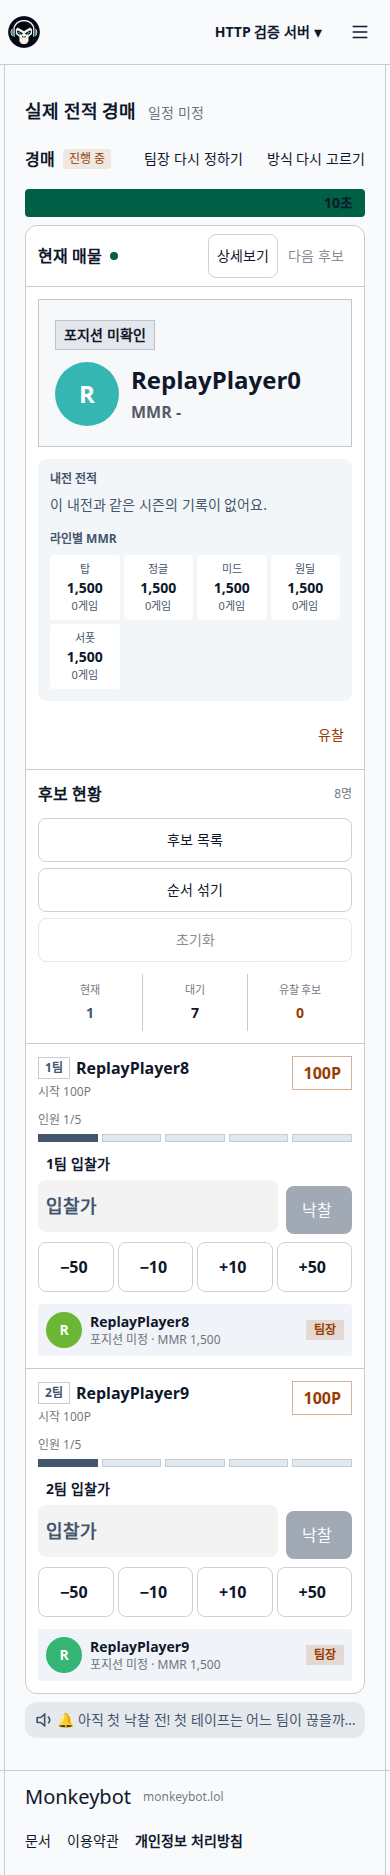 HTTP 검증 서버 ▾
실제 전적 경매 일정 미정
경매 진행 중 팀장 다시 정하기 방식 다시 고르기
10초
현재 매물 상세보기 다음 후보
포지션 미확인
R ReplayPlayer0
MMR -
내전 전적
이 내전과 같은 시즌의 기록이 없어요.
라인별 MMR
탑 정글 미드 원딜
1,500 1,500 1,500 1,500
0게임 0게임 0게임 0게임
서폿
1,500
0게임
유찰
후보 현황 8명
후보 목록
순서 섞기
초기화
현재 대기 유찰 후보
1 7 0
1팀 ReplayPlayer8 100P
시작 100P
인원 1/5
1팀 입찰가
입찰가 낙찰
−50 −10 +10 +50
R ReplayPlayer8 팀장
포지션 미정 · MMR 1,500
2팀 ReplayPlayer9 100P
시작 100P
인원 1/5
2팀 입찰가
입찰가 낙찰
−50 −10 +10 +50
R ReplayPlayer9 팀장
포지션 미정 · MMR 1,500
🔔 아직 첫 낙찰 전! 첫 테이프는 어느 팀이 끊을까...
Monkeybot monkeybot.lol
문서 이용약관 개인정보 처리방침